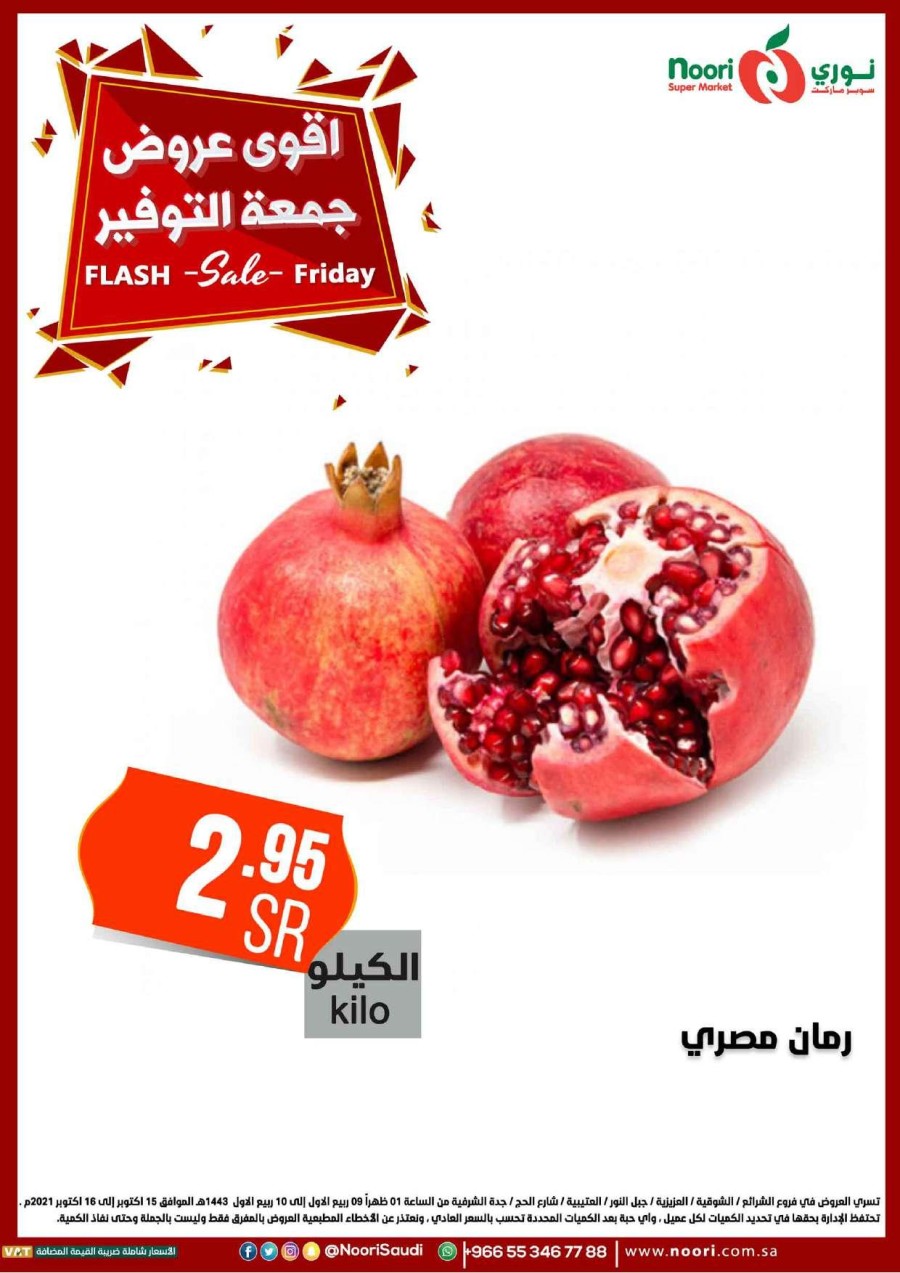 نوري
سوبر ماركت
Noori
Super Market
اقوى عروض
جمعة التوفير
FLASH -Sale- Friday
2.95
SR
الكيلو
kilo
رمان مصري
تسري العروض في فروع الشرائع / الشوقية / العزيزية / جبل النور / العتيبية / شارع الحج / جدة الشرفية من الساعة 01 ظهراً 09 ربيع الاول إلى 10 ربيع الاول 1443هـ الموافق 15 اكتوبر إلى 16 اكتوبر 2021م .
تحتفظ الإدارة بحقها في تحديد الكميات لكل عميل ، وأي حبة بعد الكميات المحددة تحسب بالسعر العادي ، ونعتذر عن الأخطاء المطبعية العروض بالمفرق فقط وليست بالجملة وحتى نفاذ الكمية.
VAT الأسعار شاملة ضريبة القيمة المضافة @NooriSaudi +966 55 346 77 88 www.noori.com.sa